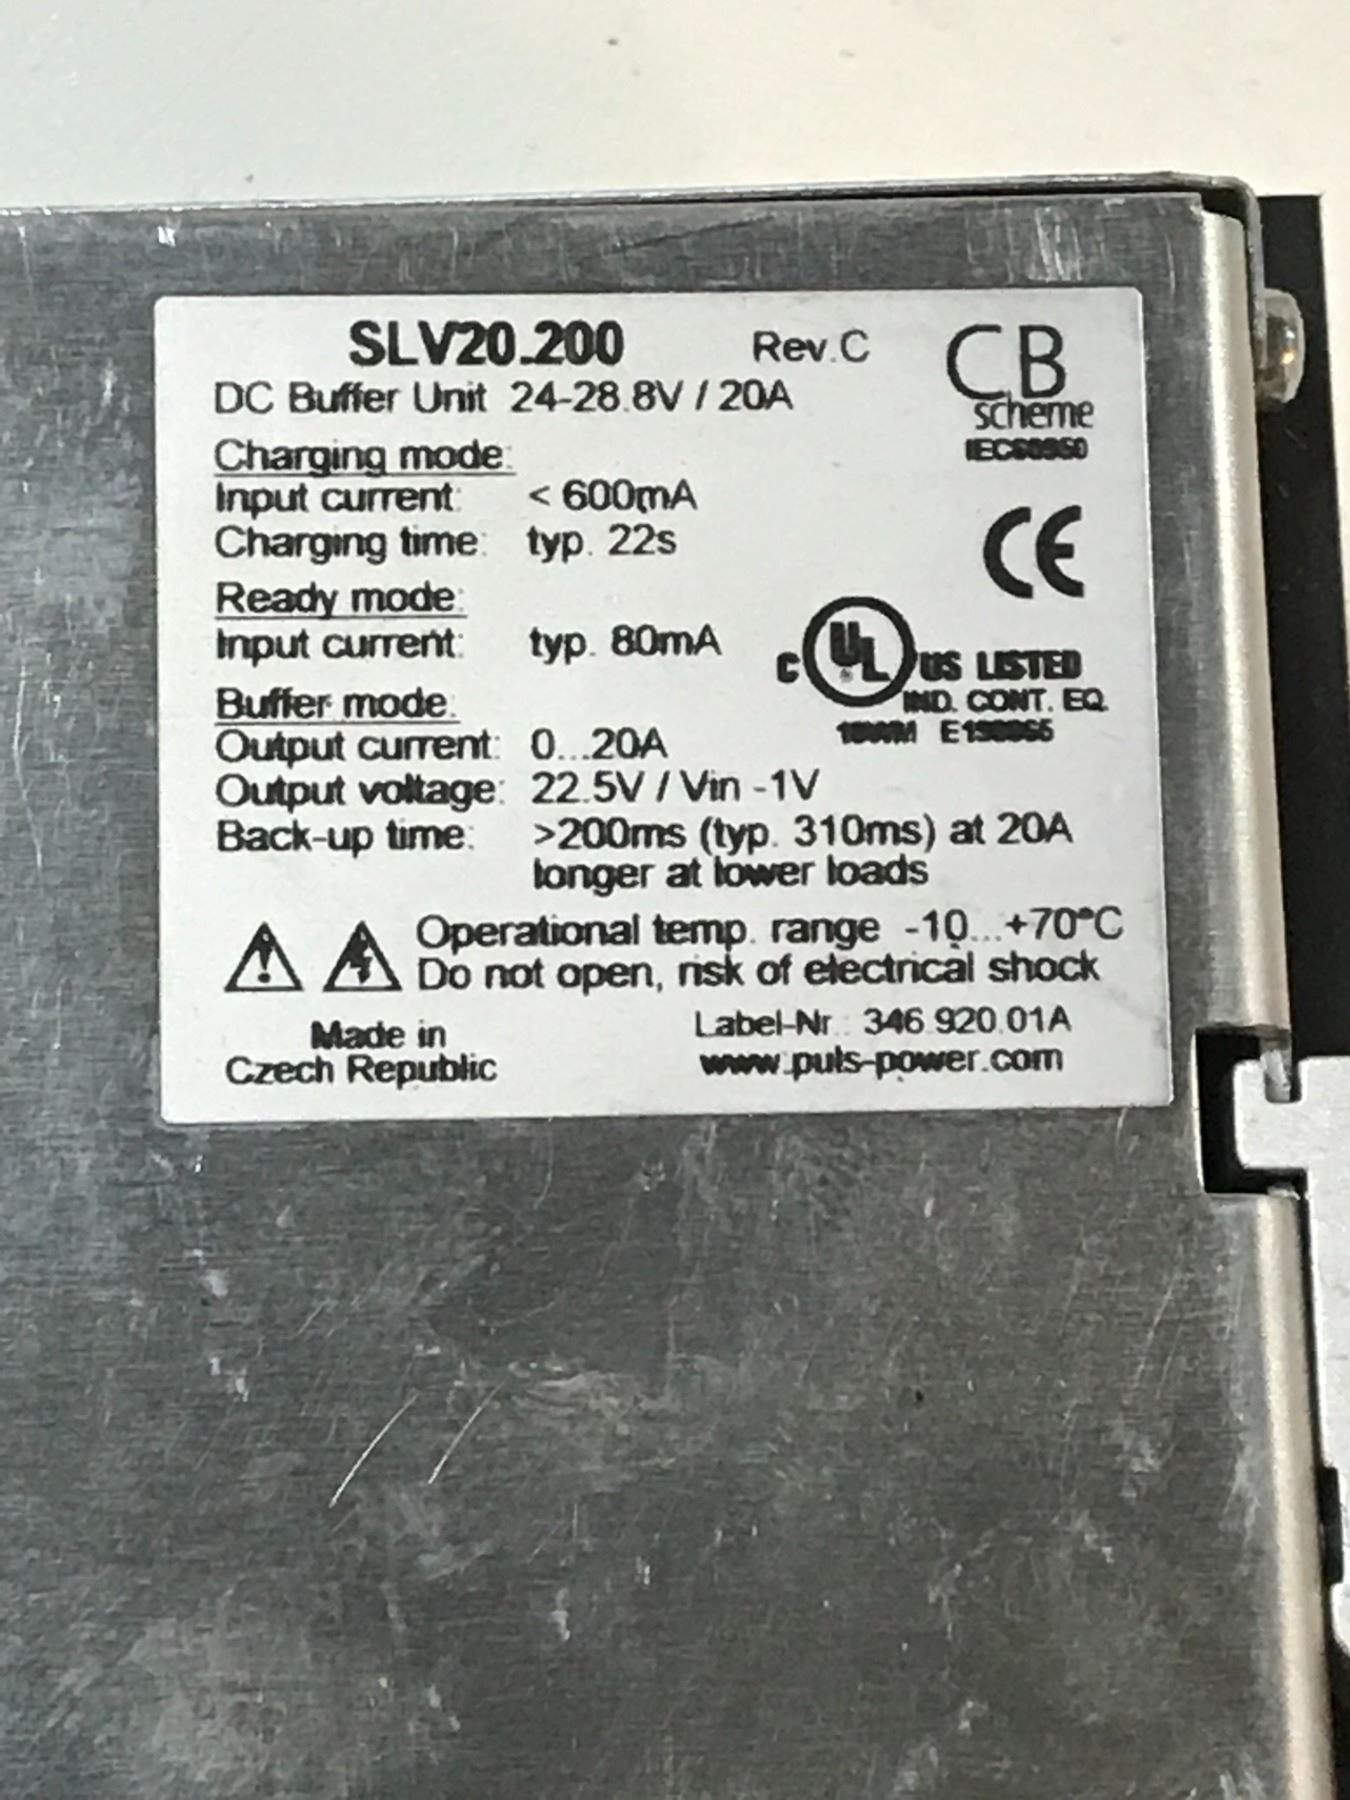 SLV20.200 Rev.C
DC Buffer Unit 24-28.8V / 20A
CB
scheme
IEC60950
Charging mode:
Input current: < 600mA
Charging time: typ. 22s
CE
Ready mode:
Input current: typ. 80mA
C UL US LISTED
IND. CONT. EQ.
Buffer mode:
Output current: 0...20A
Output voltage: 22.5V / Vin -1V
Back-up time: >200ms (typ. 310ms) at 20A
longer at lower loads
Operational temp. range -10...+70°C
Do not open, risk of electrical shock
Made in
Czech Republic
Label-Nr.: 346.920.01A
www.puls-power.com